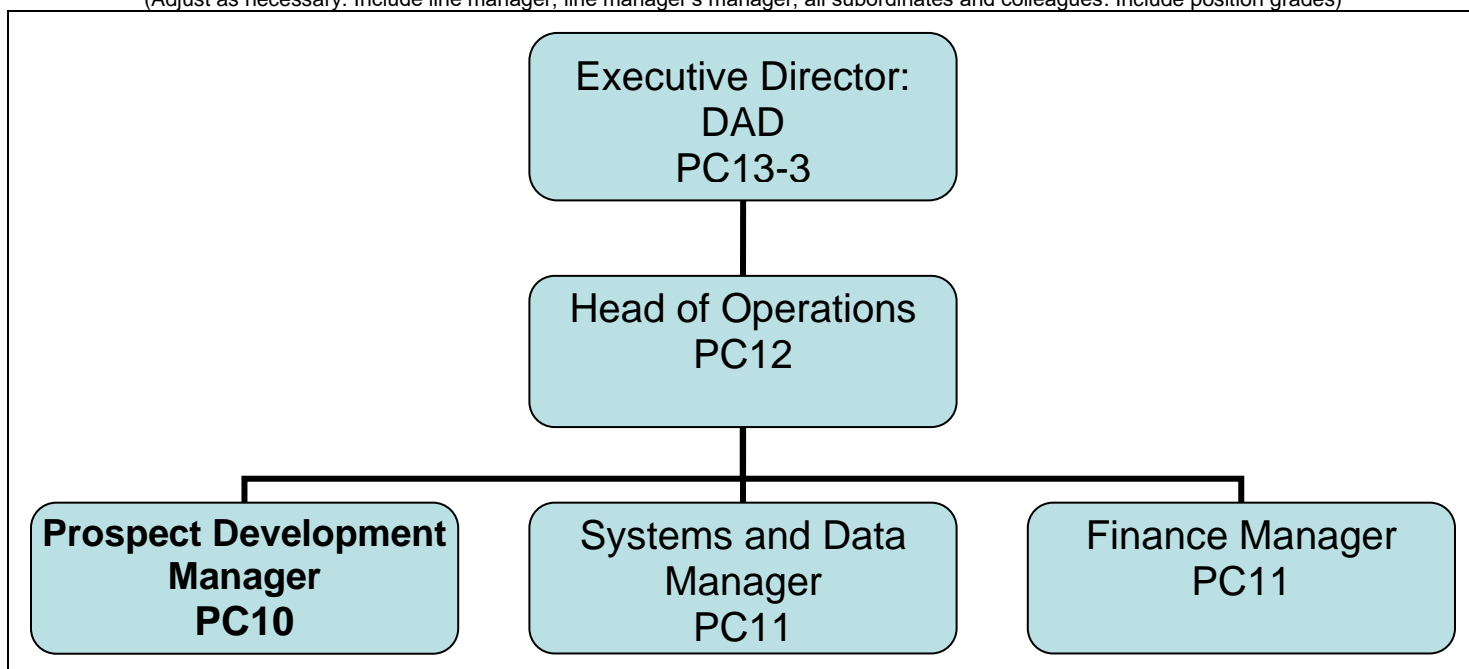 (Adjust as necessary. Include line manager, line manager's manager, all subordinates and colleagues. Include position grades)
Executive Director:
DAD
PC13-3
Head of Operations
PC12
Prospect Development
Manager
PC10
Systems and Data
Manager
PC11
Finance Manager
PC11